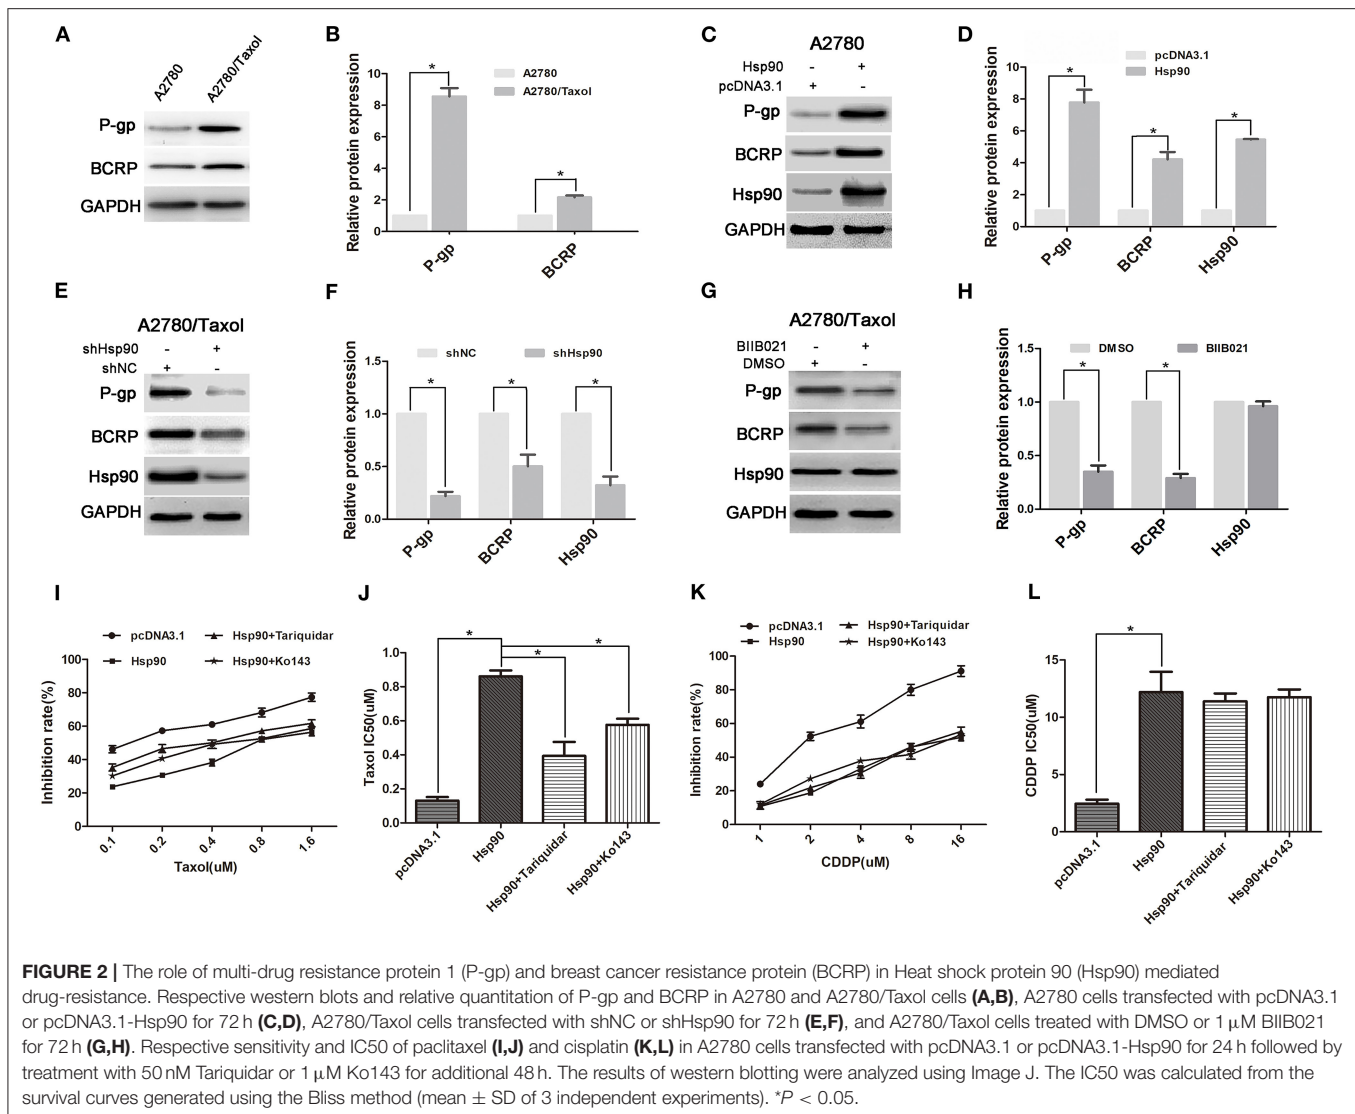 A
A2780
A2780/Taxol
P-gp
BCRP
GAPDH
B
Relative protein expression
10
8
6
4
2
0
*
*
A2780
A2780/Taxol
P-gp
BCRP
C
A2780
Hsp90 - +
pcDNA3.1 + -
P-gp
BCRP
Hsp90
GAPDH
D
Relative protein expression
10
8
6
4
2
0
*
*
*
pcDNA3.1
Hsp90
P-gp
BCRP
Hsp90
E
A2780/Taxol
shHsp90 - +
shNC + -
P-gp
BCRP
Hsp90
GAPDH
F
Relative protein expression
1.5
1.0
0.5
0.0
shNC
shHsp90
*
*
*
P-gp
BCRP
Hsp90
G
A2780/Taxol
BIIB021 - +
DMSO + -
P-gp
BCRP
Hsp90
GAPDH
H
Relative protein expression
1.5
1.0
0.5
0.0
DMSO
BIIB021
*
*
P-gp
BCRP
Hsp90
I
pcDNA3.1
Hsp90+Tariquidar
Hsp90
Hsp90+Ko143
Inhibition rate(%)
100
80
60
40
20
0
0.1
0.2
0.4
0.8
1.6
Taxol(uM)
J
Taxol IC50(uM)
1.0
0.8
0.6
0.4
0.2
0.0
*
*
*
pcDNA3.1
Hsp90
Hsp90+Tariquidar
Hsp90+Ko143
K
pcDNA3.1
Hsp90+Tariquidar
Hsp90
Hsp90+Ko143
Inhibition rate(%)
100
80
60
40
20
0
1
2
4
8
16
CDDP(uM)
L
CDDP IC50(uM)
15
10
5
0
*
pcDNA3.1
Hsp90
Hsp90+Tariquidar
Hsp90+Ko143
FIGURE 2 | The role of multi-drug resistance protein 1 (P-gp) and breast cancer resistance protein (BCRP) in Heat shock protein 90 (Hsp90) mediated
drug-resistance. Respective western blots and relative quantitation of P-gp and BCRP in A2780 and A2780/Taxol cells (A,B), A2780 cells transfected with pcDNA3.1
or pcDNA3.1-Hsp90 for 72 h (C,D), A2780/Taxol cells transfected with shNC or shHsp90 for 72 h (E,F), and A2780/Taxol cells treated with DMSO or 1 μM BIIB021
for 72 h (G,H). Respective sensitivity and IC50 of paclitaxel (I,J) and cisplatin (K,L) in A2780 cells transfected with pcDNA3.1 or pcDNA3.1-Hsp90 for 24 h followed by
treatment with 50 nM Tariquidar or 1 μM Ko143 for additional 48 h. The results of western blotting were analyzed using Image J. The IC50 was calculated from the
survival curves generated using the Bliss method (mean ± SD of 3 independent experiments). *P < 0.05.